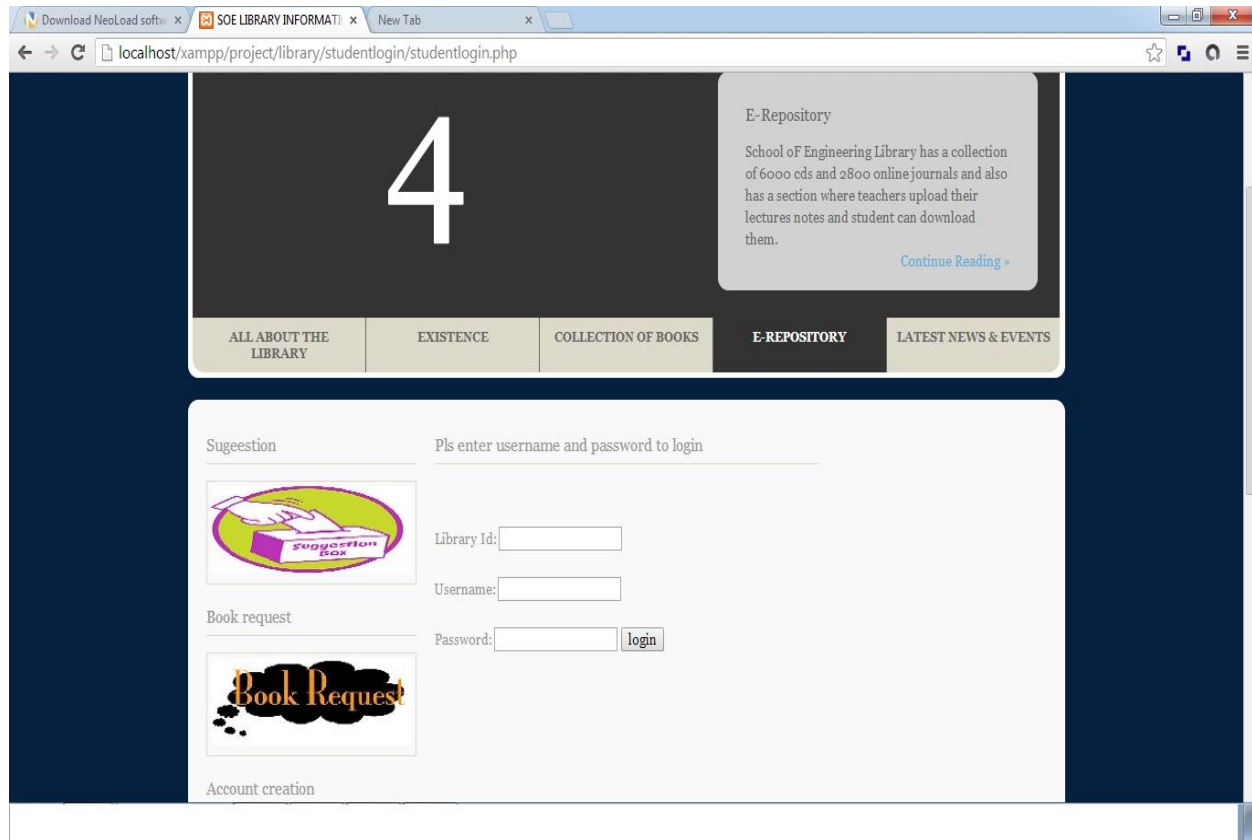 Download NeoLoad softw
SOE LIBRARY INFORMATI
New Tab
localhost/xampp/project/library/studentlogin/studentlogin.php
4
E-Repository
School oF Engineering Library has a collection
of 6000 cds and 2800 online journals and also
has a section where teachers upload their
lectures notes and student can download
them.
Continue Reading »
ALL ABOUT THE
LIBRARY
EXISTENCE
COLLECTION OF BOOKS
E-REPOSITORY
LATEST NEWS & EVENTS
Sugeestion
Pls enter username and password to login
Suggestion
Box
Library Id:
Username:
Book request
Password:
login
Book Request
Account creation